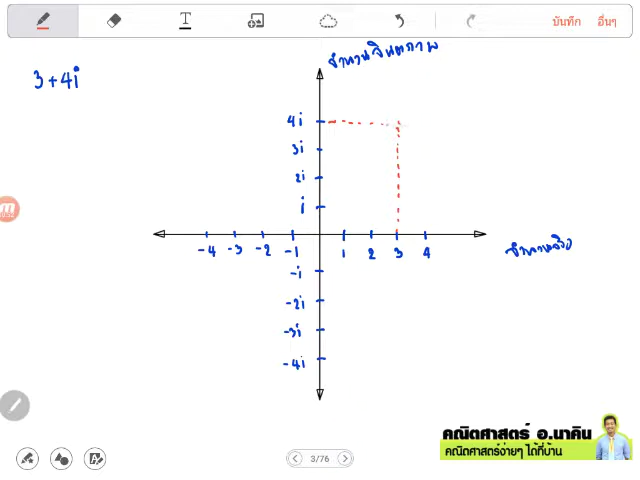 บันทึก อื่นๆ
จำนวนจินตภาพ
3+4i
4i
3i
2i
i
-4 -3 -2 -1 1 2 3 4
จำนวนจริง
-i
-2i
-3i
-4i
คณิตศาสตร์ อ.นาคิน
คณิตศาสตร์ง่ายๆ ได้ที่บ้าน
3/76